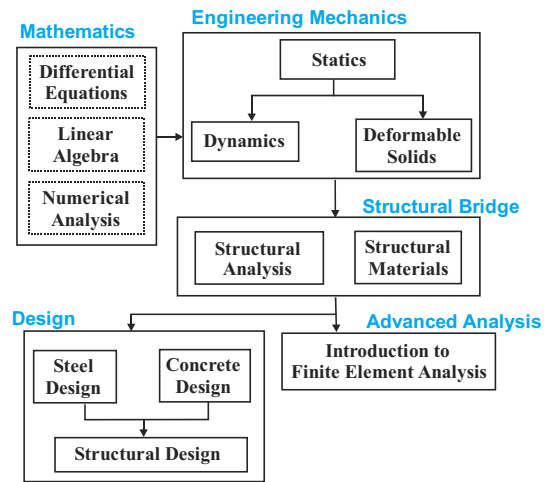 Mathematics
Differential
Equations
Linear
Algebra
Numerical
Analysis
Engineering Mechanics
Statics
Dynamics
Deformable
Solids
Structural Bridge
Structural
Analysis
Structural
Materials
Design
Steel
Design
Concrete
Design
Structural Design
Advanced Analysis
Introduction to
Finite Element Analysis